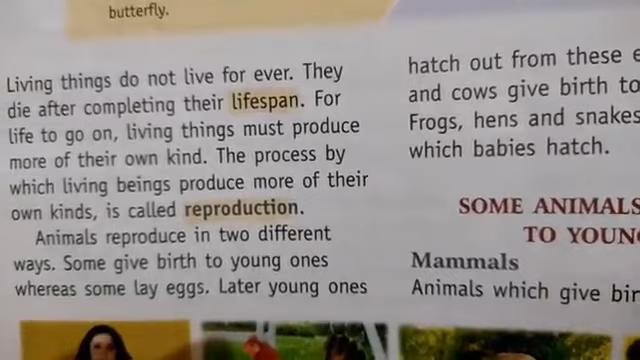 butterfly.
Living things do not live for ever. They
die after completing their lifespan. For
life to go on, living things must produce
more of their own kind. The process by
which living beings produce more of their
own kinds, is called reproduction.
Animals reproduce in two different
ways. Some give birth to young ones
whereas some lay eggs. Later young ones
hatch out from these
and cows give birth to
Frogs, hens and snakes
which babies hatch.
SOME ANIMALS
TO
Mammals
Animals which give